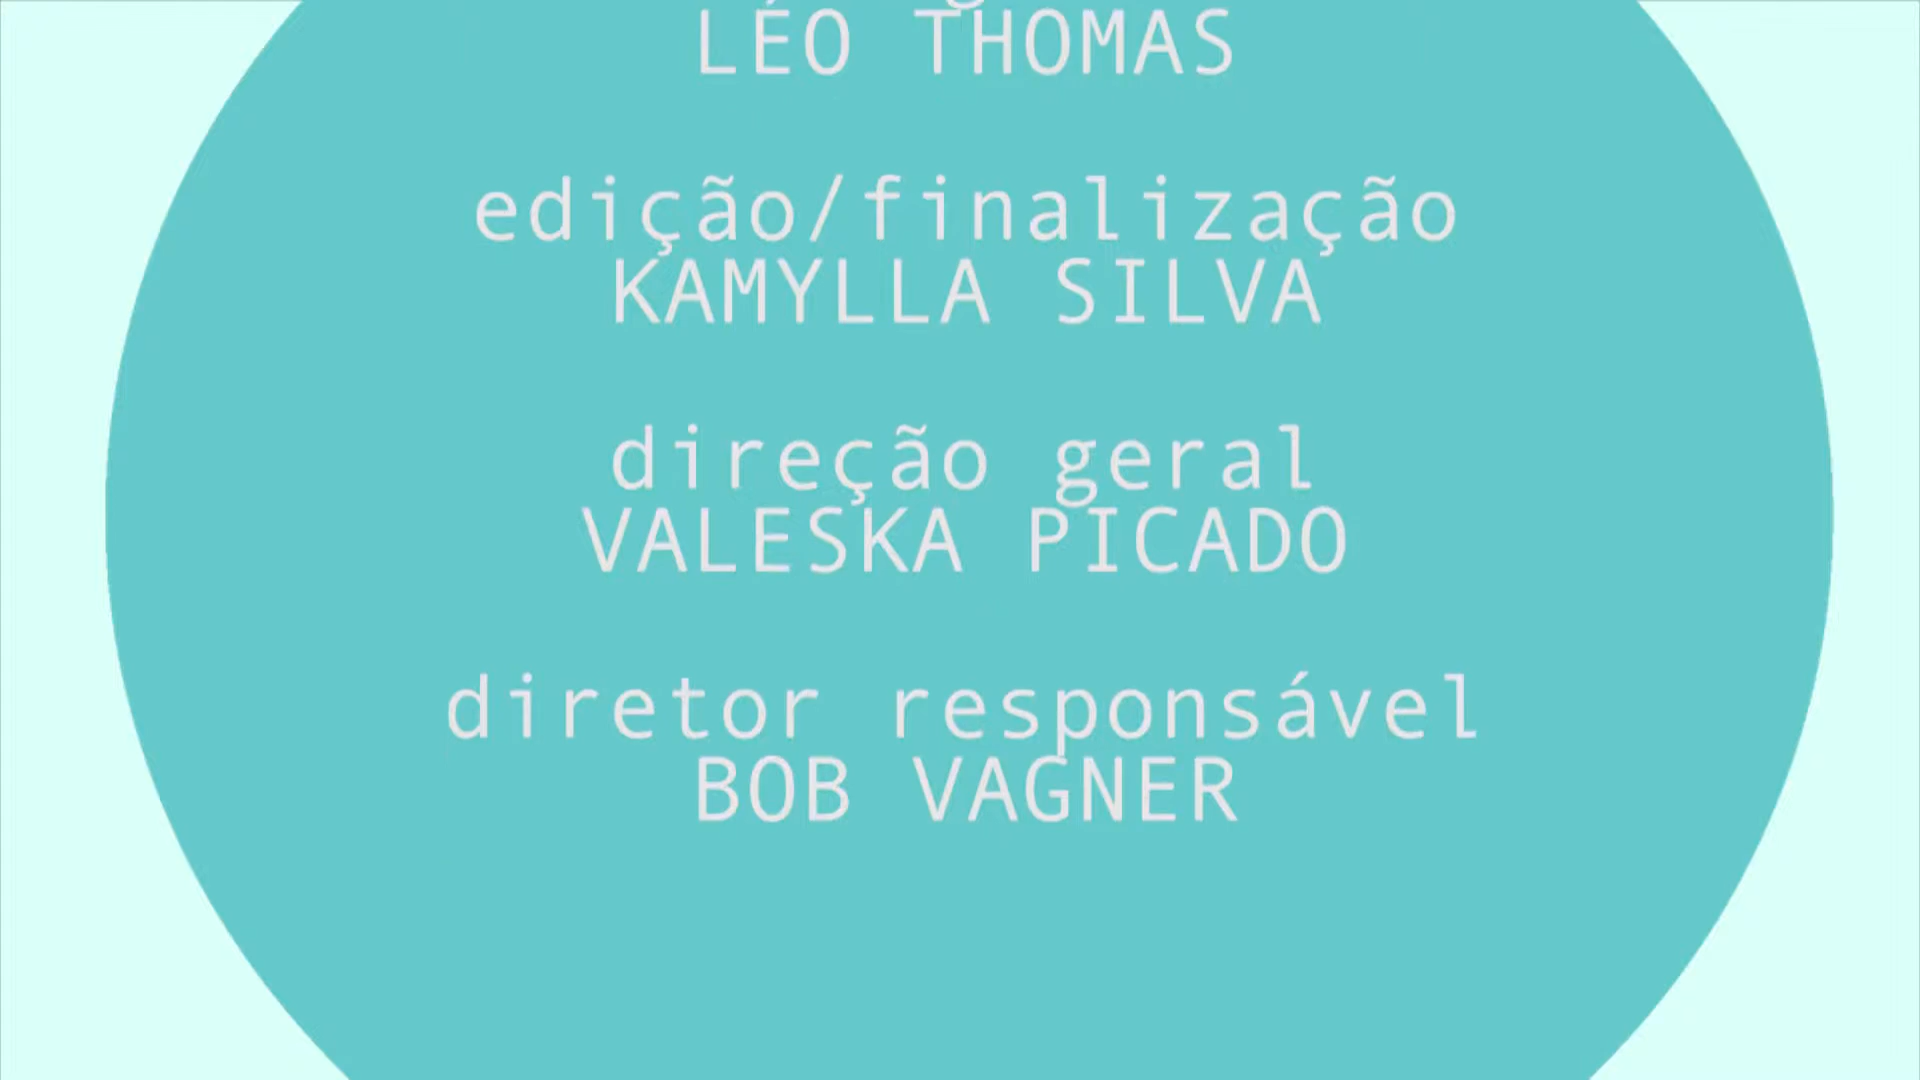 LÉO THOMAS
edição/finalização
KAMYLLA SILVA
direção geral
VALESKA PICADO
diretor responsável
BOB VAGNER